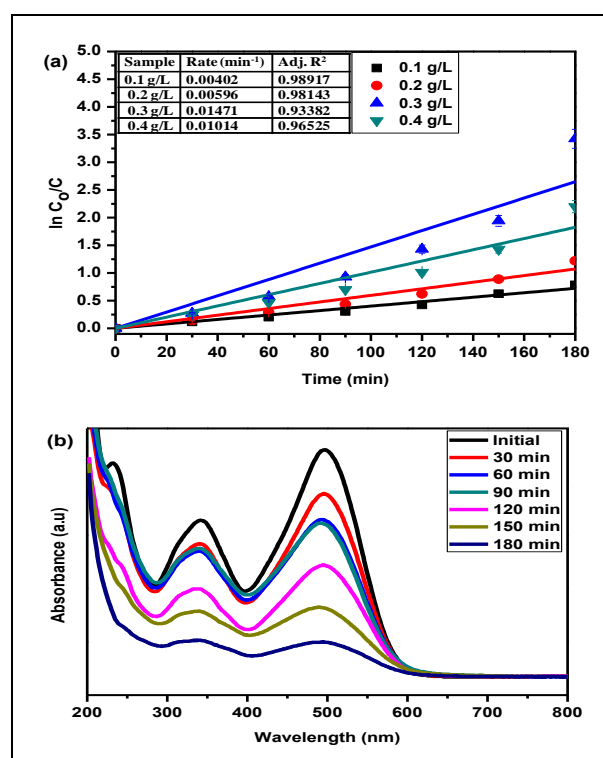 (a)
Sample Rate (min⁻¹) Adj. R²
0.1 g/L 0.00402 0.98917
0.2 g/L 0.00596 0.98143
0.3 g/L 0.01471 0.93382
0.4 g/L 0.01014 0.96525
0.1 g/L
0.2 g/L
0.3 g/L
0.4 g/L
ln C₀/C
5.0
4.5
4.0
3.5
3.0
2.5
2.0
1.5
1.0
0.5
0.0
0 20 40 60 80 100 120 140 160 180
Time (min)
(b)
Initial
30 min
60 min
90 min
120 min
150 min
180 min
Absorbance (a.u)
200 300 400 500 600 700 800
Wavelength (nm)